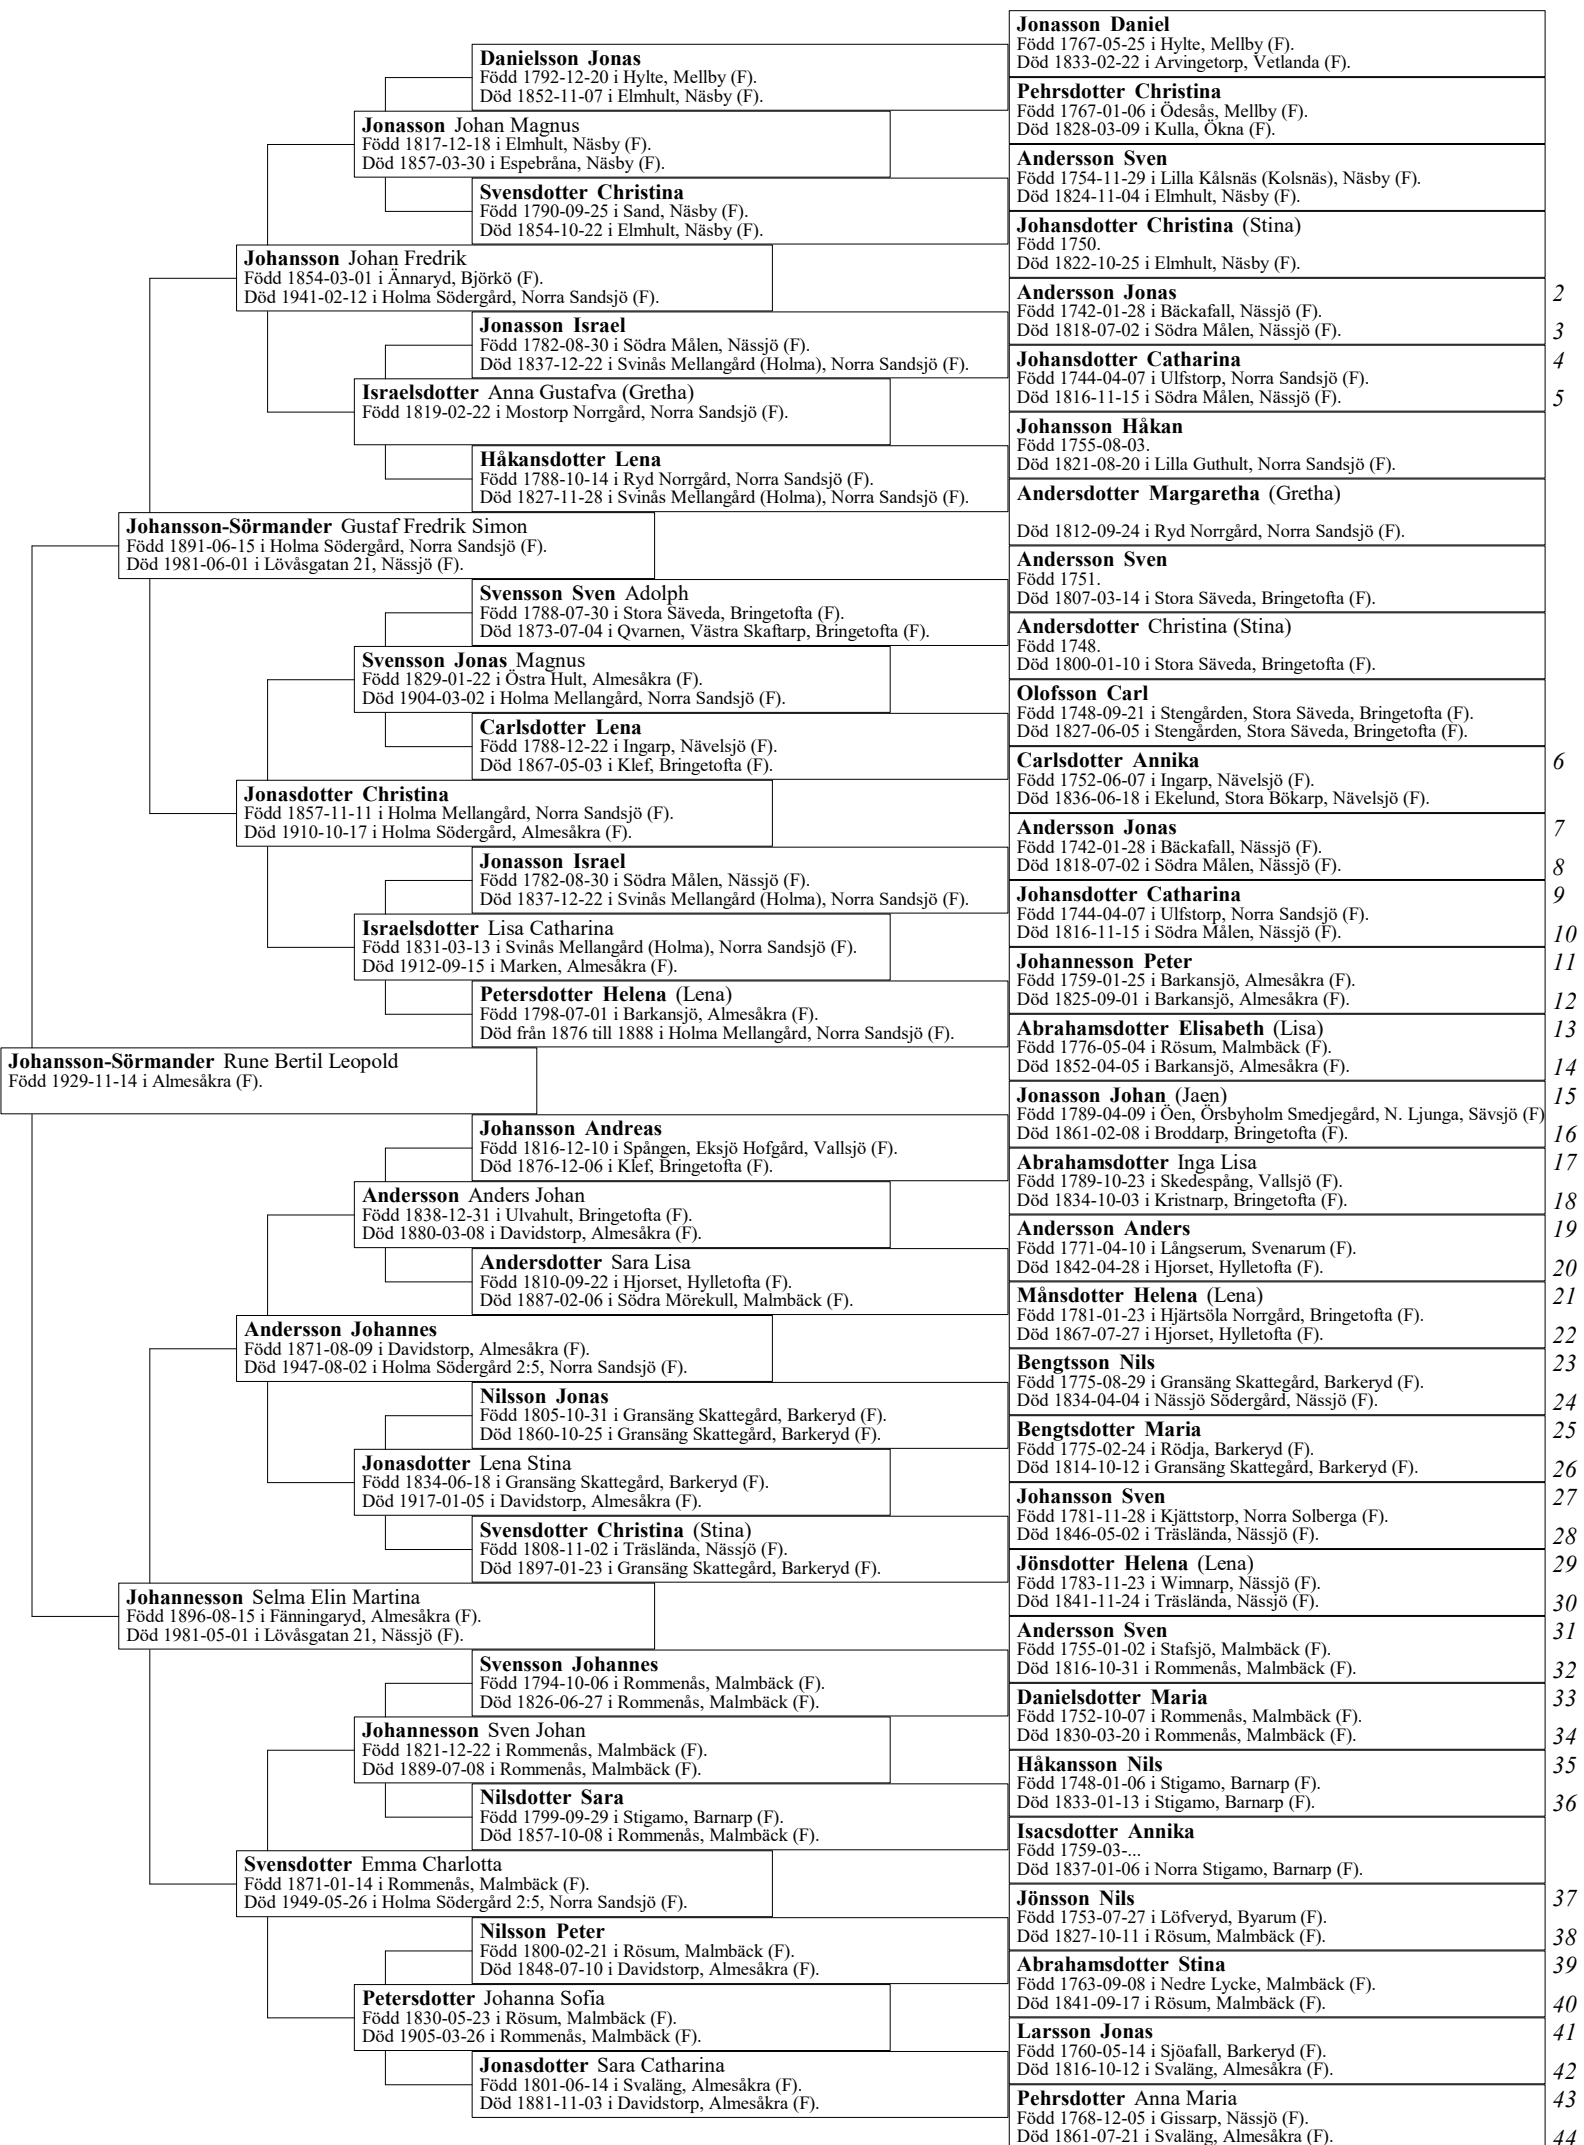 Jonasson Daniel
Född 1767-05-25 i Hylte, Mellby (F).
Död 1833-02-22 i Arvingetorp, Vetlanda (F).
Danielsson Jonas
Född 1792-12-20 i Hylte, Mellby (F).
Död 1852-11-07 i Elmhult, Näsby (F).
Pehrsdotter Christina
Född 1767-01-06 i Ödesås, Mellby (F).
Död 1828-03-09 i Kulla, Ökna (F).
Jonasson Johan Magnus
Född 1817-12-18 i Elmhult, Näsby (F).
Död 1857-03-30 i Espebråna, Näsby (F).
Andersson Sven
Född 1754-11-29 i Lilla Kålsnäs (Kolsnäs), Näsby (F).
Död 1824-11-04 i Elmhult, Näsby (F).
Svensdotter Christina
Född 1790-09-25 i Sand, Näsby (F).
Död 1854-10-22 i Elmhult, Näsby (F).
Johansdotter Christina (Stina)
Född 1750.
Död 1822-10-25 i Elmhult, Näsby (F).
Johansson Johan Fredrik
Född 1854-03-01 i Ännaryd, Björkö (F).
Död 1941-02-12 i Holma Södergård, Norra Sandsjö (F).
Andersson Jonas
2
Född 1742-01-28 i Bäckafall, Nässjö (F).
Död 1818-07-02 i Södra Målen, Nässjö (F).
3
Jonasson Israel
Född 1782-08-30 i Södra Målen, Nässjö (F).
Död 1837-12-22 i Svinås Mellangård (Holma), Norra Sandsjö (F).
Johansdotter Catharina
4
Född 1744-04-07 i Ulfstorp, Norra Sandsjö (F).
Död 1816-11-15 i Södra Målen, Nässjö (F).
5
Israelsdotter Anna Gustafva (Gretha)
Född 1819-02-22 i Mostorp Norrgård, Norra Sandsjö (F).
Johansson Håkan
Född 1755-08-03.
Död 1821-08-20 i Lilla Guthult, Norra Sandsjö (F).
Håkansdotter Lena
Född 1788-10-14 i Ryd Norrgård, Norra Sandsjö (F).
Död 1827-11-28 i Svinås Mellangård (Holma), Norra Sandsjö (F).
Andersdotter Margaretha (Gretha)
Död 1812-09-24 i Ryd Norrgård, Norra Sandsjö (F).
Johansson-Sörmander Gustaf Fredrik Simon
Född 1891-06-15 i Holma Södergård, Norra Sandsjö (F).
Död 1981-06-01 i Lövåsgatan 21, Nässjö (F).
Andersson Sven
Född 1751.
Död 1807-03-14 i Stora Säveda, Bringetofta (F).
Svensson Sven Adolph
Född 1788-07-30 i Stora Säveda, Bringetofta (F).
Död 1873-07-04 i Qvarnen, Västra Skaftarp, Bringetofta (F).
Andersdotter Christina (Stina)
Född 1748.
Död 1800-01-10 i Stora Säveda, Bringetofta (F).
Svensson Jonas Magnus
Född 1829-01-22 i Östra Hult, Almesåkra (F).
Död 1904-03-02 i Holma Mellangård, Norra Sandsjö (F).
Olofsson Carl
Född 1748-09-21 i Stengården, Stora Säveda, Bringetofta (F).
Död 1827-06-05 i Stengården, Stora Säveda, Bringetofta (F).
Carlsdotter Lena
Född 1788-12-22 i Ingarp, Nävelsjö (F).
Död 1867-05-03 i Klef, Bringetofta (F).
Carlsdotter Annika
6
Född 1752-06-07 i Ingarp, Nävelsjö (F).
Död 1836-06-18 i Ekelund, Stora Bökarp, Nävelsjö (F).
Jonasdotter Christina
Född 1857-11-11 i Holma Mellangård, Norra Sandsjö (F).
Död 1910-10-17 i Holma Södergård, Almesåkra (F).
Andersson Jonas
7
Född 1742-01-28 i Bäckafall, Nässjö (F).
Död 1818-07-02 i Södra Målen, Nässjö (F).
8
Jonasson Israel
Född 1782-08-30 i Södra Målen, Nässjö (F).
Död 1837-12-22 i Svinås Mellangård (Holma), Norra Sandsjö (F).
Johansdotter Catharina
9
Född 1744-04-07 i Ulfstorp, Norra Sandsjö (F).
Död 1816-11-15 i Södra Målen, Nässjö (F).
10
Israelsdotter Lisa Catharina
Född 1831-03-13 i Svinås Mellangård (Holma), Norra Sandsjö (F).
Död 1912-09-15 i Marken, Almesåkra (F).
Johannesson Peter
11
Född 1759-01-25 i Barkansjö, Almesåkra (F).
Död 1825-09-01 i Barkansjö, Almesåkra (F).
12
Petersdotter Helena (Lena)
Född 1798-07-01 i Barkansjö, Almesåkra (F).
Död från 1876 till 1888 i Holma Mellangård, Norra Sandsjö (F).
Abrahamsdotter Elisabeth (Lisa)
13
Född 1776-05-04 i Rösum, Malmbäck (F).
Död 1852-04-05 i Barkansjö, Almesåkra (F).
14
Johansson-Sörmander Rune Bertil Leopold
Född 1929-11-14 i Almesåkra (F).
Jonasson Johan (Jaen)
15
Född 1789-04-09 i Öen, Örsbyholm Smedjegård, N. Ljunga, Sävsjö (F)
Död 1861-02-08 i Broddarp, Bringetofta (F).
16
Johansson Andreas
Född 1816-12-10 i Spången, Eksjö Hofgård, Vallsjö (F).
Död 1876-12-06 i Klef, Bringetofta (F).
Abrahamsdotter Inga Lisa
17
Född 1789-10-23 i Skedespång, Vallsjö (F).
Död 1834-10-03 i Kristnarp, Bringetofta (F).
18
Andersson Anders Johan
Född 1838-12-31 i Ulvahult, Bringetofta (F).
Död 1880-03-08 i Davidstorp, Almesåkra (F).
Andersson Anders
19
Född 1771-04-10 i Långserum, Svenarum (F).
Död 1842-04-28 i Hjorset, Hylletofta (F).
20
Andersdotter Sara Lisa
Född 1810-09-22 i Hjorset, Hylletofta (F).
Död 1887-02-06 i Södra Mörekull, Malmbäck (F).
Månsdotter Helena (Lena)
21
Född 1781-01-23 i Hjärtsöla Norrgård, Bringetofta (F).
Död 1867-07-27 i Hjorset, Hylletofta (F).
22
Andersson Johannes
Född 1871-08-09 i Davidstorp, Almesåkra (F).
Död 1947-08-02 i Holma Södergård 2:5, Norra Sandsjö (F).
Bengtsson Nils
23
Född 1775-08-29 i Gransäng Skattegård, Barkeryd (F).
Död 1834-04-04 i Nässjö Södergård, Nässjö (F).
24
Nilsson Jonas
Född 1805-10-31 i Gransäng Skattegård, Barkeryd (F).
Död 1860-10-25 i Gransäng Skattegård, Barkeryd (F).
Bengtsdotter Maria
25
Född 1775-02-24 i Rödja, Barkeryd (F).
Död 1814-10-12 i Gransäng Skattegård, Barkeryd (F).
26
Jonasdotter Lena Stina
Född 1834-06-18 i Gransäng Skattegård, Barkeryd (F).
Död 1917-01-05 i Davidstorp, Almesåkra (F).
Johansson Sven
27
Född 1781-11-28 i Kjättstorp, Norra Solberga (F).
Död 1846-05-02 i Träslända, Nässjö (F).
28
Svensdotter Christina (Stina)
Född 1808-11-02 i Träslända, Nässjö (F).
Död 1897-01-23 i Gransäng Skattegård, Barkeryd (F).
Jönsdotter Helena (Lena)
29
Född 1783-11-23 i Wimnarp, Nässjö (F).
Död 1841-11-24 i Träslända, Nässjö (F).
30
Johannesson Selma Elin Martina
Född 1896-08-15 i Fänningaryd, Almesåkra (F).
Död 1981-05-01 i Lövåsgatan 21, Nässjö (F).
Andersson Sven
31
Född 1755-01-02 i Stafsjö, Malmbäck (F).
Död 1816-10-31 i Rommenås, Malmbäck (F).
32
Svensson Johannes
Född 1794-10-06 i Rommenås, Malmbäck (F).
Död 1826-06-27 i Rommenås, Malmbäck (F).
Danielsdotter Maria
33
Född 1752-10-07 i Rommenås, Malmbäck (F).
Död 1830-03-20 i Rommenås, Malmbäck (F).
34
Johannesson Sven Johan
Född 1821-12-22 i Rommenås, Malmbäck (F).
Död 1889-07-08 i Rommenås, Malmbäck (F).
Håkansson Nils
35
Född 1748-01-06 i Stigamo, Barnarp (F).
Död 1833-01-13 i Stigamo, Barnarp (F).
36
Nilsdotter Sara
Född 1799-09-29 i Stigamo, Barnarp (F).
Död 1857-10-08 i Rommenås, Malmbäck (F).
Isacsdotter Annika
Född 1759-03-...
Död 1837-01-06 i Norra Stigamo, Barnarp (F).
Svensdotter Emma Charlotta
Född 1871-01-14 i Rommenås, Malmbäck (F).
Död 1949-05-26 i Holma Södergård 2:5, Norra Sandsjö (F).
Jönsson Nils
37
Född 1753-07-27 i Löfveryd, Byarum (F).
Död 1827-10-11 i Rösum, Malmbäck (F).
38
Nilsson Peter
Född 1800-02-21 i Rösum, Malmbäck (F).
Död 1848-07-10 i Davidstorp, Almesåkra (F).
Abrahamsdotter Stina
39
Född 1763-09-08 i Nedre Lycke, Malmbäck (F).
Död 1841-09-17 i Rösum, Malmbäck (F).
40
Petersdotter Johanna Sofia
Född 1830-05-23 i Rösum, Malmbäck (F).
Död 1905-03-26 i Rommenås, Malmbäck (F).
Larsson Jonas
41
Född 1760-05-14 i Sjöafall, Barkeryd (F).
Död 1816-10-12 i Svaläng, Almesåkra (F).
42
Jonasdotter Sara Catharina
Född 1801-06-14 i Svaläng, Almesåkra (F).
Död 1881-11-03 i Davidstorp, Almesåkra (F).
Pehrsdotter Anna Maria
43
Född 1768-12-05 i Gissarp, Nässjö (F).
Död 1861-07-21 i Svaläng, Almesåkra (F).
44